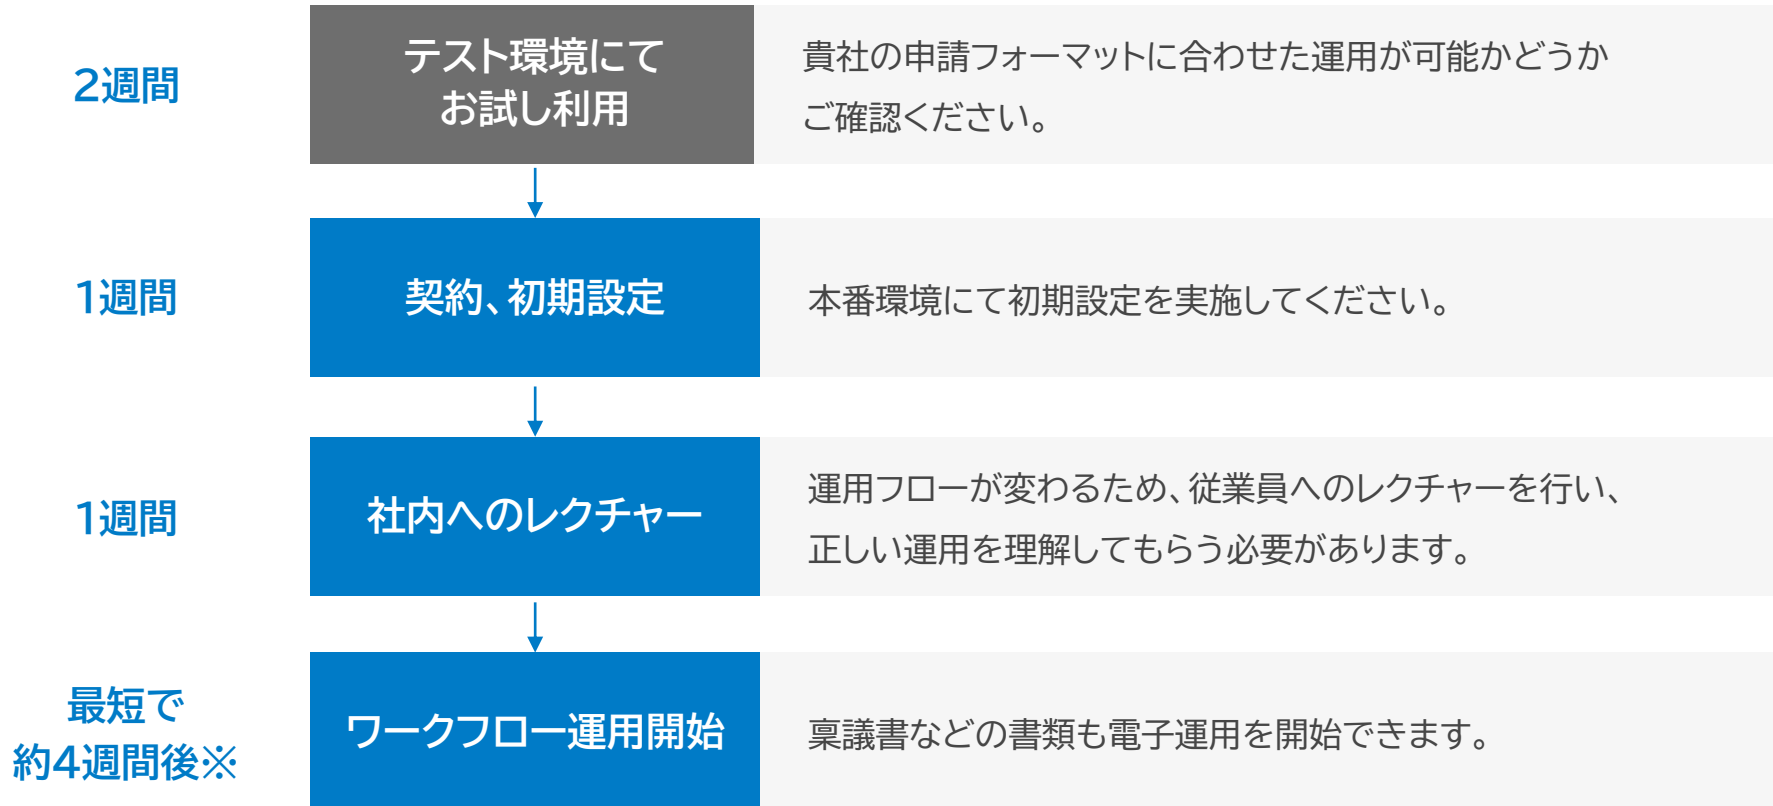 2週間
テスト環境にて
お試し利用
貴社の申請フォーマットに合わせた運用が可能かどうか
ご確認ください。
1週間
契約、初期設定
本番環境にて初期設定を実施してください。
1週間
社内へのレクチャー
運用フローが変わるため、従業員へのレクチャーを行い、
正しい運用を理解してもらう必要があります。
最短で
約4週間後※
ワークフロー運用開始
稟議書などの書類も電子運用を開始できます。